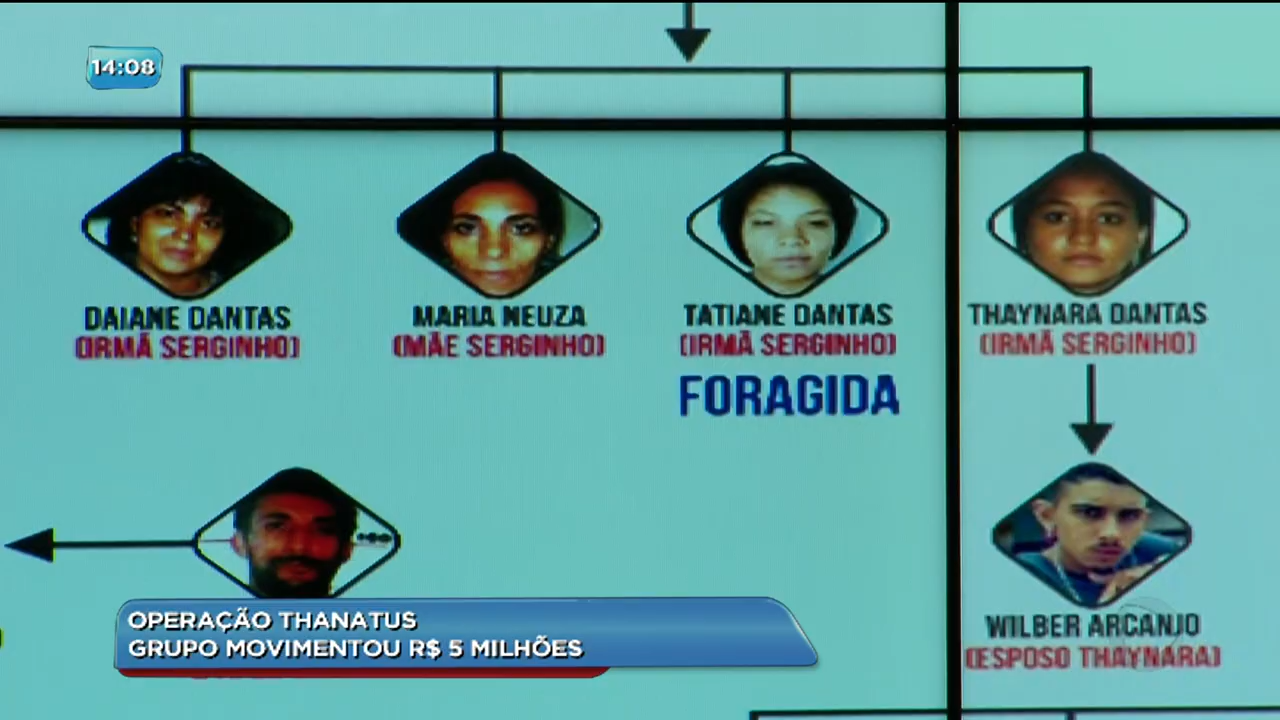 14:08
DAIANE DANTAS
(IRMÃ SERGINHO)
MARIA NEUZA
(MÃE SERGINHO)
TATIANE DANTAS
(IRMÃ SERGINHO)
FORAGIDA
THAYNARA DANTAS
(IRMÃ SERGINHO)
WILBER ARCANJO
(ESPOSO THAYNARA)
OPERAÇÃO THANATUS
GRUPO MOVIMENTOU R$ 5 MILHÕES